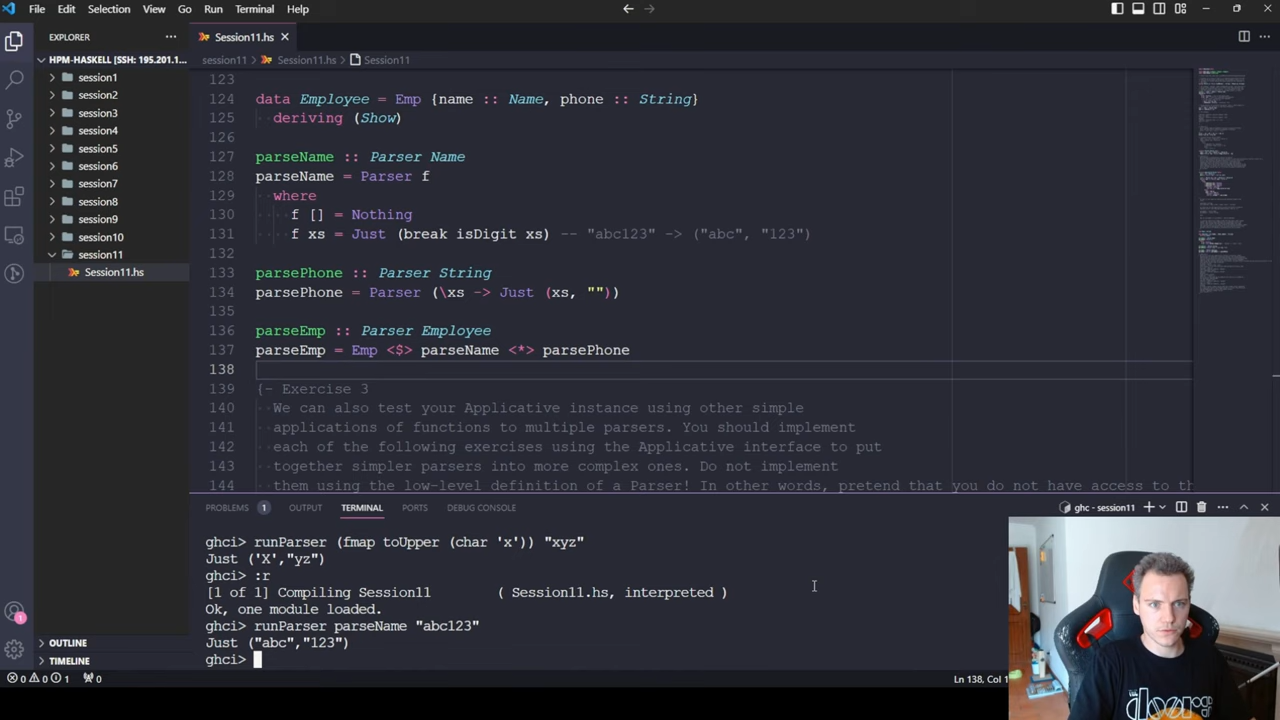 File Edit Selection View Go Run Terminal Help
EXPLORER
HPM-HASKELL [SSH: 195.201.1...
session1
session2
session3
session4
session5
session6
session7
session8
session9
session10
session11
Session11.hs
OUTLINE
TIMELINE
Session11.hs
session11 > Session11.hs > Session11
123
124 data Employee = Emp {name :: Name, phone :: String}
125 deriving (Show)
126
127 parseName :: Parser Name
128 parseName = Parser f
129 where
130 f [] = Nothing
131 f xs = Just (break isDigit xs) -- "abc123" -> ("abc", "123")
132
133 parsePhone :: Parser String
134 parsePhone = Parser (\xs -> Just (xs, ""))
135
136 parseEmp :: Parser Employee
137 parseEmp = Emp <$> parseName <*> parsePhone
138
139 {- Exercise 3
140 We can also test your Applicative instance using other simple
141 applications of functions to multiple parsers. You should implement
142 each of the following exercises using the Applicative interface to put
143 together simpler parsers into more complex ones. Do not implement
144 them using the low-level definition of a Parser! In other words, pretend that you do not have access to th
PROBLEMS 1 OUTPUT TERMINAL PORTS DEBUG CONSOLE
ghc - session11
ghci> runParser (fmap toUpper (char 'x')) "xyz"
Just ('X',"yz")
ghci> :r
[1 of 1] Compiling Session11 ( Session11.hs, interpreted )
Ok, one module loaded.
ghci> runParser parseName "abc123"
Just ("abc","123")
ghci>
0 0 1 0
Ln 138, Col 1
THE
doors